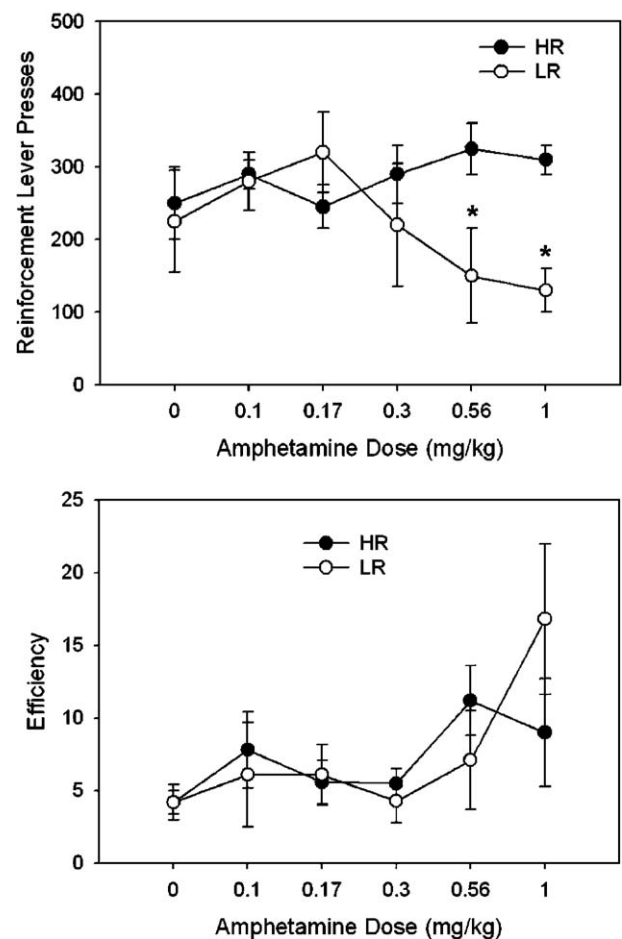 500
400
300
200
100
0
Reinforcement Lever Presses
HR
LR
*
*
0 0.1 0.17 0.3 0.56 1
Amphetamine Dose (mg/kg)
25
20
15
10
5
0
Efficiency
HR
LR
0 0.1 0.17 0.3 0.56 1
Amphetamine Dose (mg/kg)